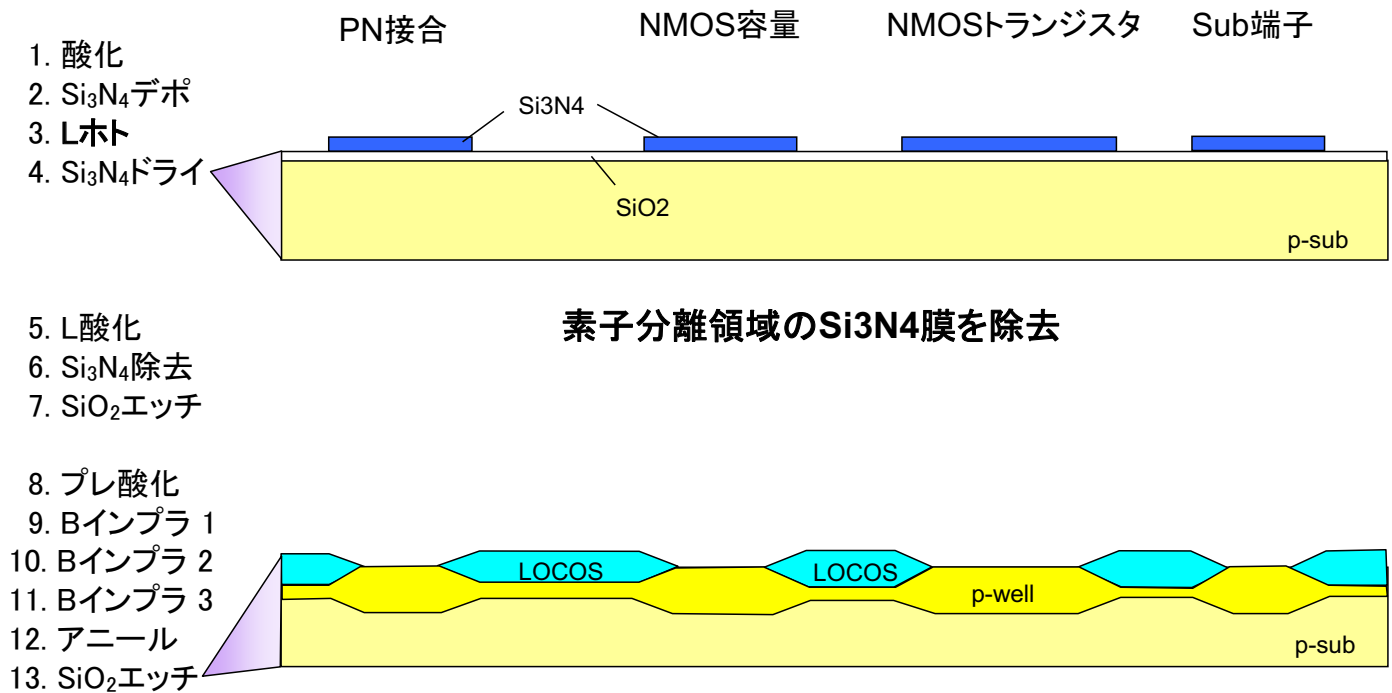 PN接合 NMOS容量 NMOSトランジスタ Sub端子
1. 酸化
2. Si₃N₄デポ
3. Lホト
4. Si₃N₄ドライ
Si3N4
SiO2
p-sub
素子分離領域のSi3N4膜を除去
5. L酸化
6. Si₃N₄除去
7. SiO₂エッチ
8. プレ酸化
9. Bインプラ 1
10. Bインプラ 2
11. Bインプラ 3
12. アニール
13. SiO₂エッチ
LOCOS LOCOS
p-well
p-sub